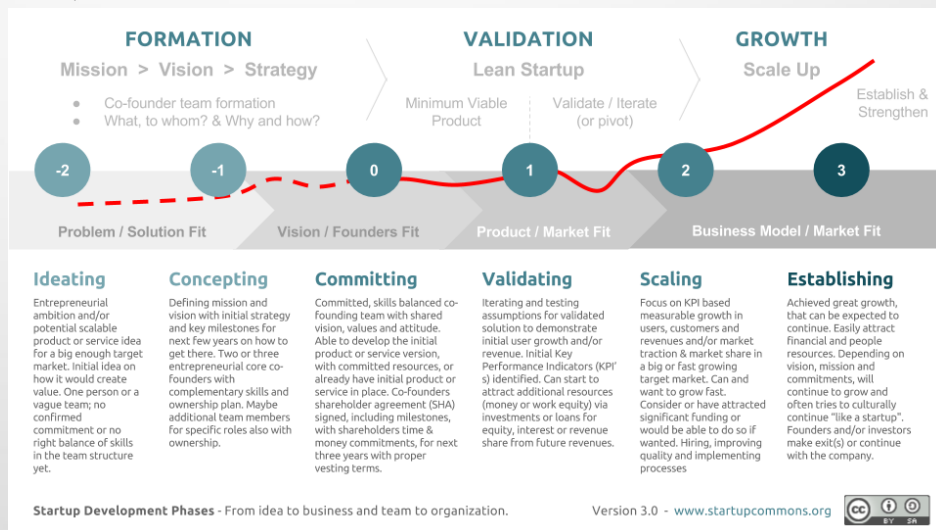 FORMATION
Mission > Vision > Strategy
● Co-founder team formation
● What, to whom? & Why and how?
VALIDATION
Lean Startup
Minimum Viable
Product
Validate / Iterate
(or pivot)
GROWTH
Scale Up
Establish &
Strengthen
-2
-1
0
1
2
3
Problem / Solution Fit
Vision / Founders Fit
Product / Market Fit
Business Model / Market Fit
Ideating
Entrepreneurial
ambition and/or
potential scalable
product or service idea
for a big enough target
market. Initial idea on
how it would create
value. One person or a
vague team; no
confirmed
commitment or no
right balance of skills
in the team structure
yet.
Concepting
Defining mission and
vision with initial strategy
and key milestones for
next few years on how to
get there. Two or three
entrepreneurial core co-
founders with
complementary skills and
ownership plan. Maybe
additional team members
for specific roles also with
ownership.
Committing
Committed, skills balanced co-
founding team with shared
vision, values and attitude.
Able to develop the initial
product or service version,
with committed resources, or
already have initial product or
service in place. Co-founders
shareholder agreement (SHA)
signed, including milestones,
with shareholders time &
money commitments, for next
three years with proper
vesting terms.
Validating
Iterating and testing
assumptions for validated
solution to demonstrate
initial user growth and/or
revenue. Initial Key
Performance Indicators (KPI'
s) identified. Can start to
attract additional resources
(money or work equity) via
investments or loans for
equity, interest or revenue
share from future revenues.
Scaling
Focus on KPI based
measurable growth in
users, customers and
revenues and/or market
traction & market share in
a big or fast growing
target market. Can and
want to grow fast.
Consider or have attracted
significant funding or
would be able to do so if
wanted. Hiring, improving
quality and implementing
processes
Establishing
Achieved great growth,
that can be expected to
continue. Easily attract
financial and people
resources. Depending on
vision, mission and
commitments, will
continue to grow and
often tries to culturally
continue "like a startup".
Founders and/or investors
make exit(s) or continue
with the company.
Startup Development Phases - From idea to business and team to organization.
Version 3.0 - www.startupcommons.org
cc
BY SA